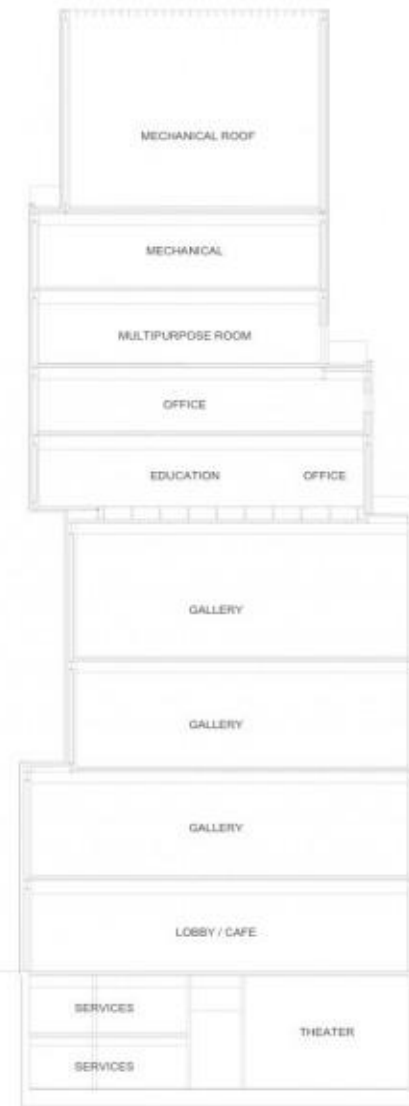 MECHANICAL ROOF
MECHANICAL
MULTIPURPOSE ROOM
OFFICE
EDUCATION OFFICE
GALLERY
GALLERY
GALLERY
LOBBY / CAFE
SERVICES
THEATER
SERVICES